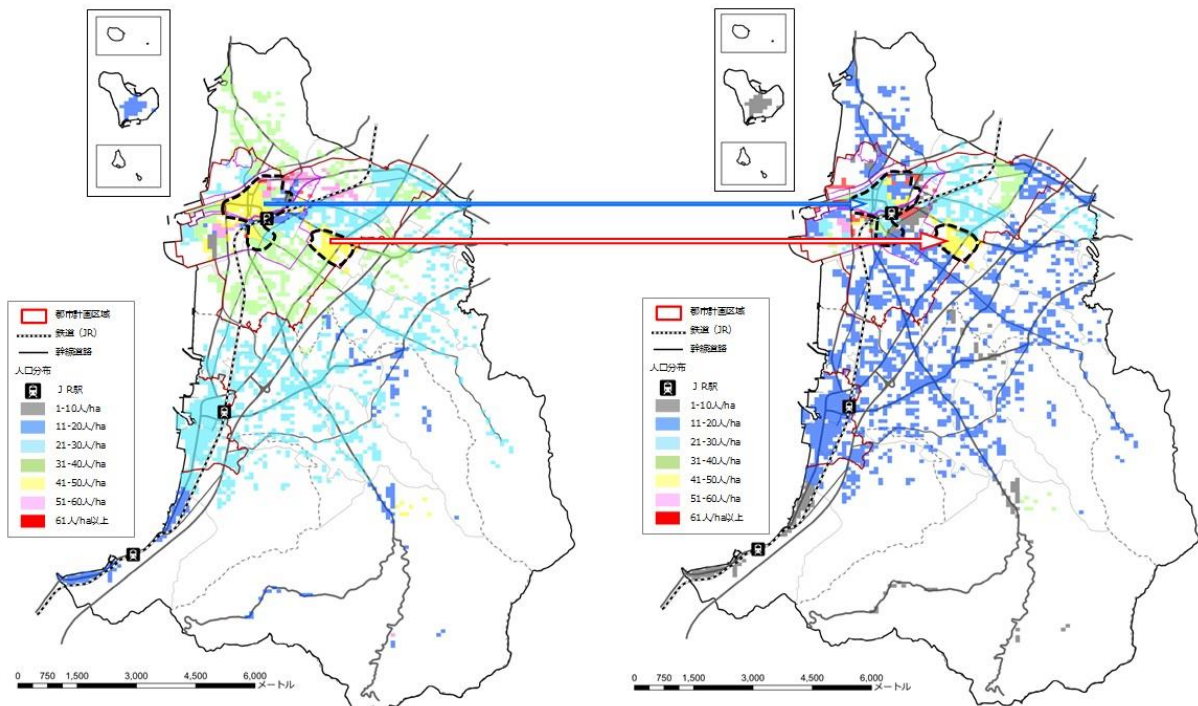 都市計画区域
鉄道（JR）
幹線道路
人口分布
ＪＲ駅
1-10人/ha
11-20人/ha
21-30人/ha
31-40人/ha
41-50人/ha
51-60人/ha
61人/ha以上
0 750 1,500 3,000 4,500 6,000
メートル
都市計画区域
鉄道（JR）
幹線道路
人口分布
ＪＲ駅
1-10人/ha
11-20人/ha
21-30人/ha
31-40人/ha
41-50人/ha
51-60人/ha
61人/ha以上
0 750 1,500 3,000 4,500 6,000
メートル